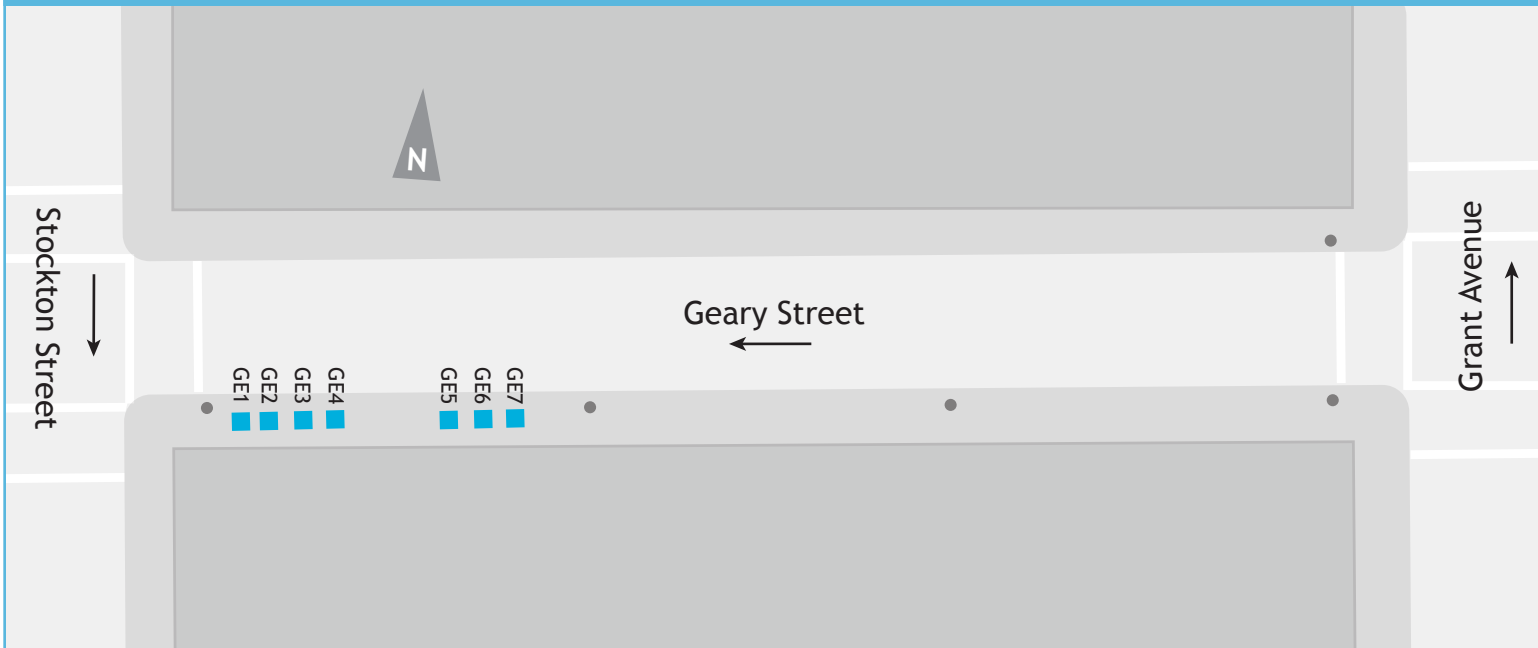 N
Stockton Street
Geary Street
Grant Avenue
GE1
GE2
GE3
GE4
GE5
GE6
GE7